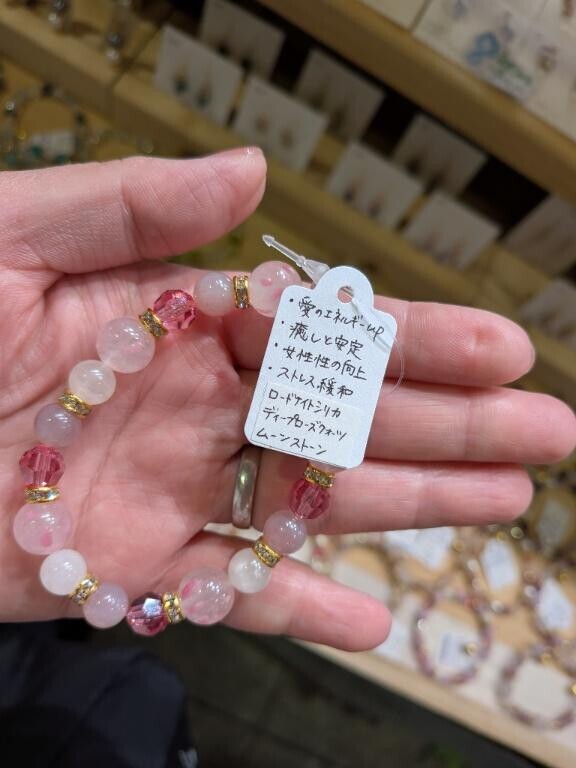 ・愛のエネルギーup
・癒しと安定
・女性性の向上
・ストレス緩和
ロードケイトシリカ
ディープローズクォーツ
ムーンストーン